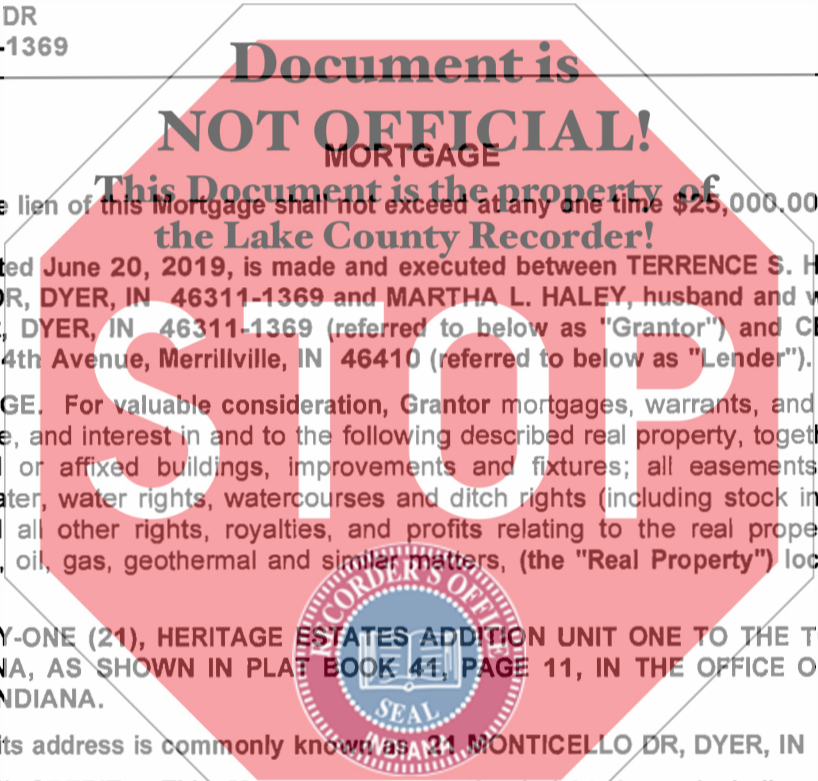 DR
-1369
Document is
NOT OFFICIAL!
MORTGAGE
This Document is the property of
e lien of this Mortgage shall not exceed at any one time $25,000.00
the Lake County Recorder!
ted June 20, 2019, is made and executed between TERRENCE S. H
DR, DYER, IN 46311-1369 and MARTHA L. HALEY, husband and w
, DYER, IN 46311-1369 (referred to below as "Grantor") and CE
4th Avenue, Merrillville, IN 46410 (referred to below as "Lender").
GE. For valuable consideration, Grantor mortgages, warrants, and
e, and interest in and to the following described real property, togeth
or affixed buildings, improvements and fixtures; all easements
ater, water rights, watercourses and ditch rights (including stock in
all other rights, royalties, and profits relating to the real prope
, oil, gas, geothermal and similar matters, (the "Real Property") loc
STOP
Y-ONE (21), HERITAGE ESTATES ADDITION UNIT ONE TO THE T
NA, AS SHOWN IN PLAT BOOK 41, PAGE 11, IN THE OFFICE O
NDIANA.
RECORDER'S OFFICE
SEAL
INDIANA
its address is commonly known as 21 MONTICELLO DR, DYER, IN